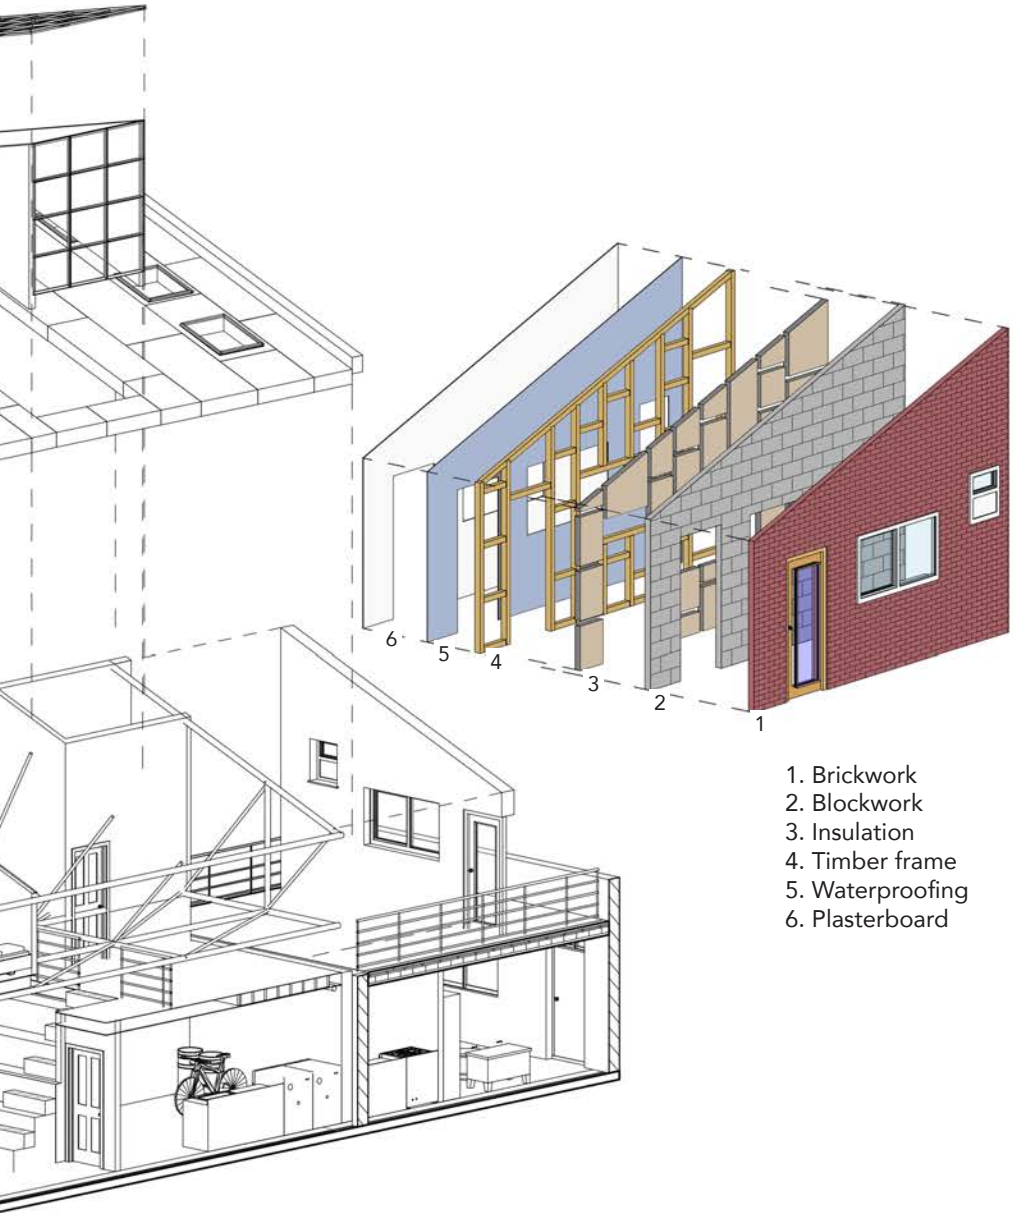 6
5
4
3
2
1
1. Brickwork
2. Blockwork
3. Insulation
4. Timber frame
5. Waterproofing
6. Plasterboard